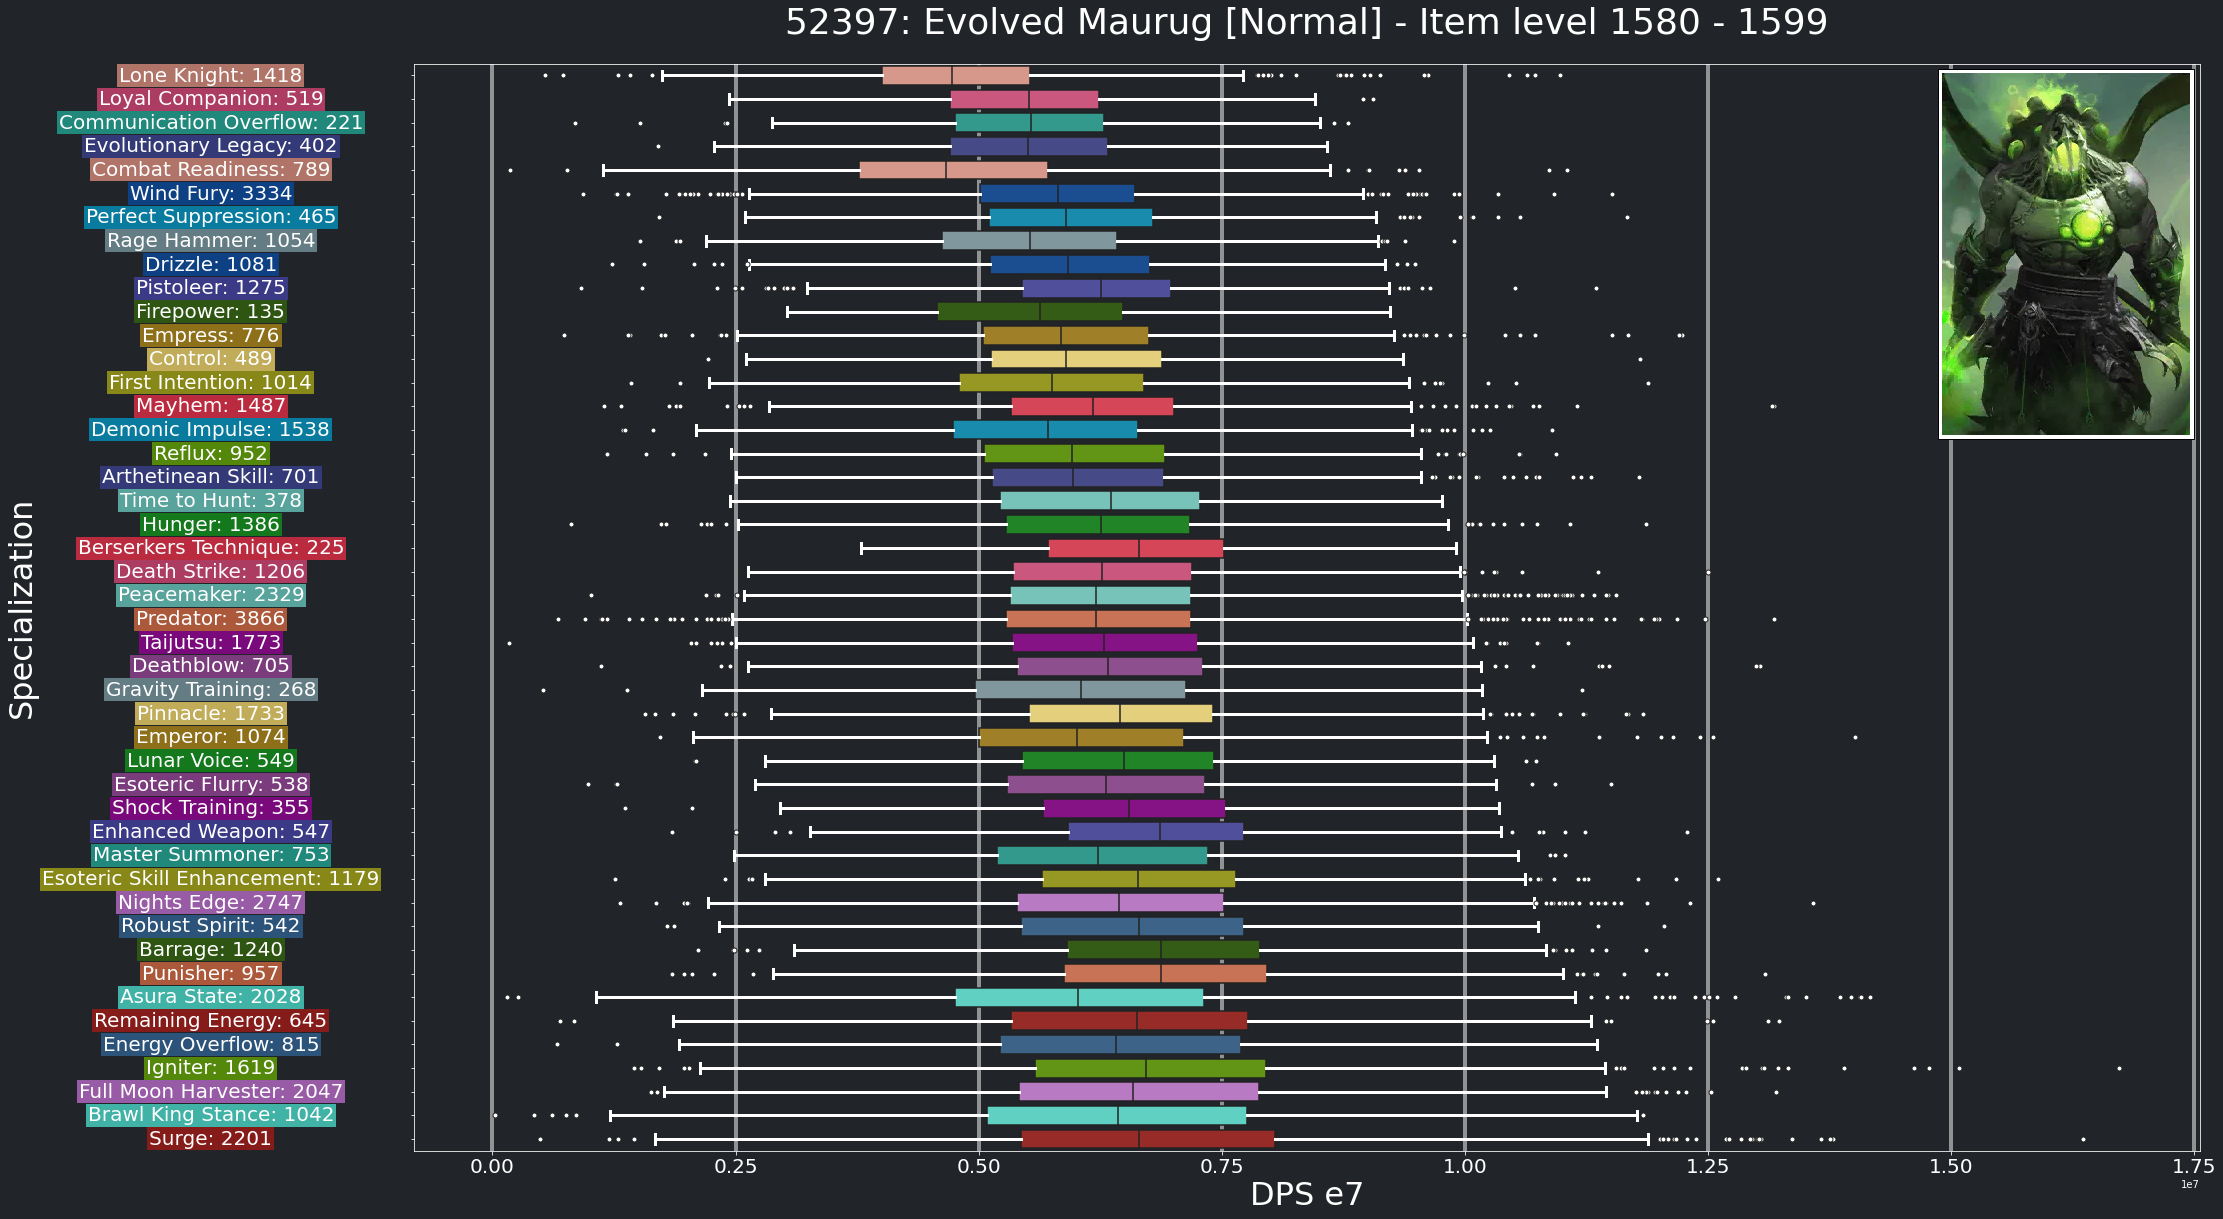 52397: Evolved Maurug [Normal] - Item level 1580 - 1599
Specialization
Lone Knight: 1418
Loyal Companion: 519
Communication Overflow: 221
Evolutionary Legacy: 402
Combat Readiness: 789
Wind Fury: 3334
Perfect Suppression: 465
Rage Hammer: 1054
Drizzle: 1081
Pistoleer: 1275
Firepower: 135
Empress: 776
Control: 489
First Intention: 1014
Mayhem: 1487
Demonic Impulse: 1538
Reflux: 952
Arthetinean Skill: 701
Time to Hunt: 378
Hunger: 1386
Berserkers Technique: 225
Death Strike: 1206
Peacemaker: 2329
Predator: 3866
Taijutsu: 1773
Deathblow: 705
Gravity Training: 268
Pinnacle: 1733
Emperor: 1074
Lunar Voice: 549
Esoteric Flurry: 538
Shock Training: 355
Enhanced Weapon: 547
Master Summoner: 753
Esoteric Skill Enhancement: 1179
Nights Edge: 2747
Robust Spirit: 542
Barrage: 1240
Punisher: 957
Asura State: 2028
Remaining Energy: 645
Energy Overflow: 815
Igniter: 1619
Full Moon Harvester: 2047
Brawl King Stance: 1042
Surge: 2201
0.00 0.25 0.50 0.75 1.00 1.25 1.50 1.75
1e7
DPS e7